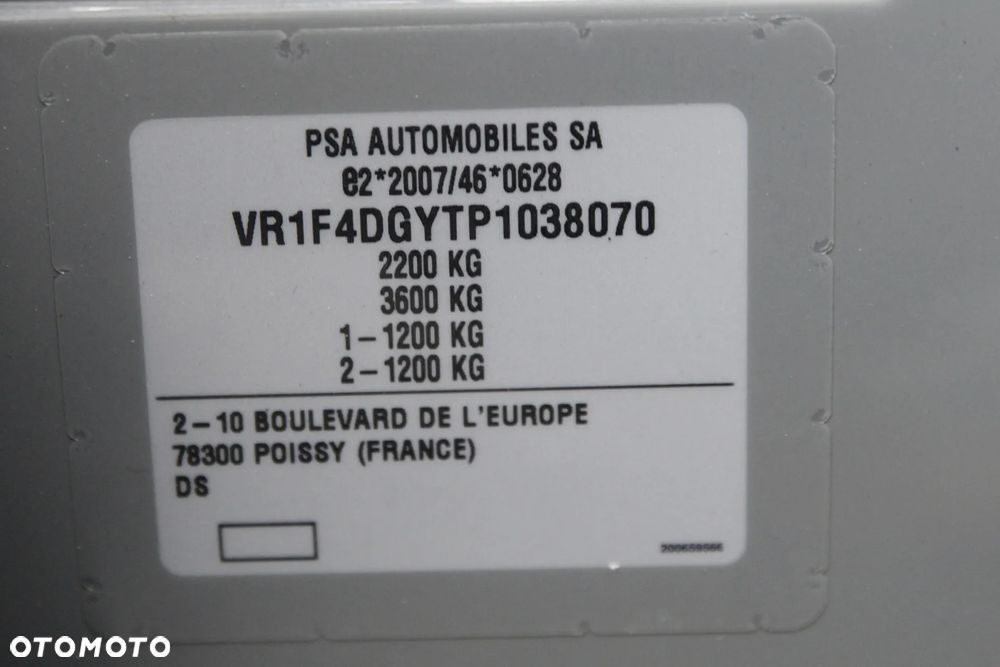 PSA AUTOMOBILES SA
e2*2007/46*0628
VR1F4DGYTP1038070
2200 KG
3600 KG
1-1200 KG
2-1200 KG
2-10 BOULEVARD DE L'EUROPE
78300 POISSY (FRANCE)
DS
OTOMOTO